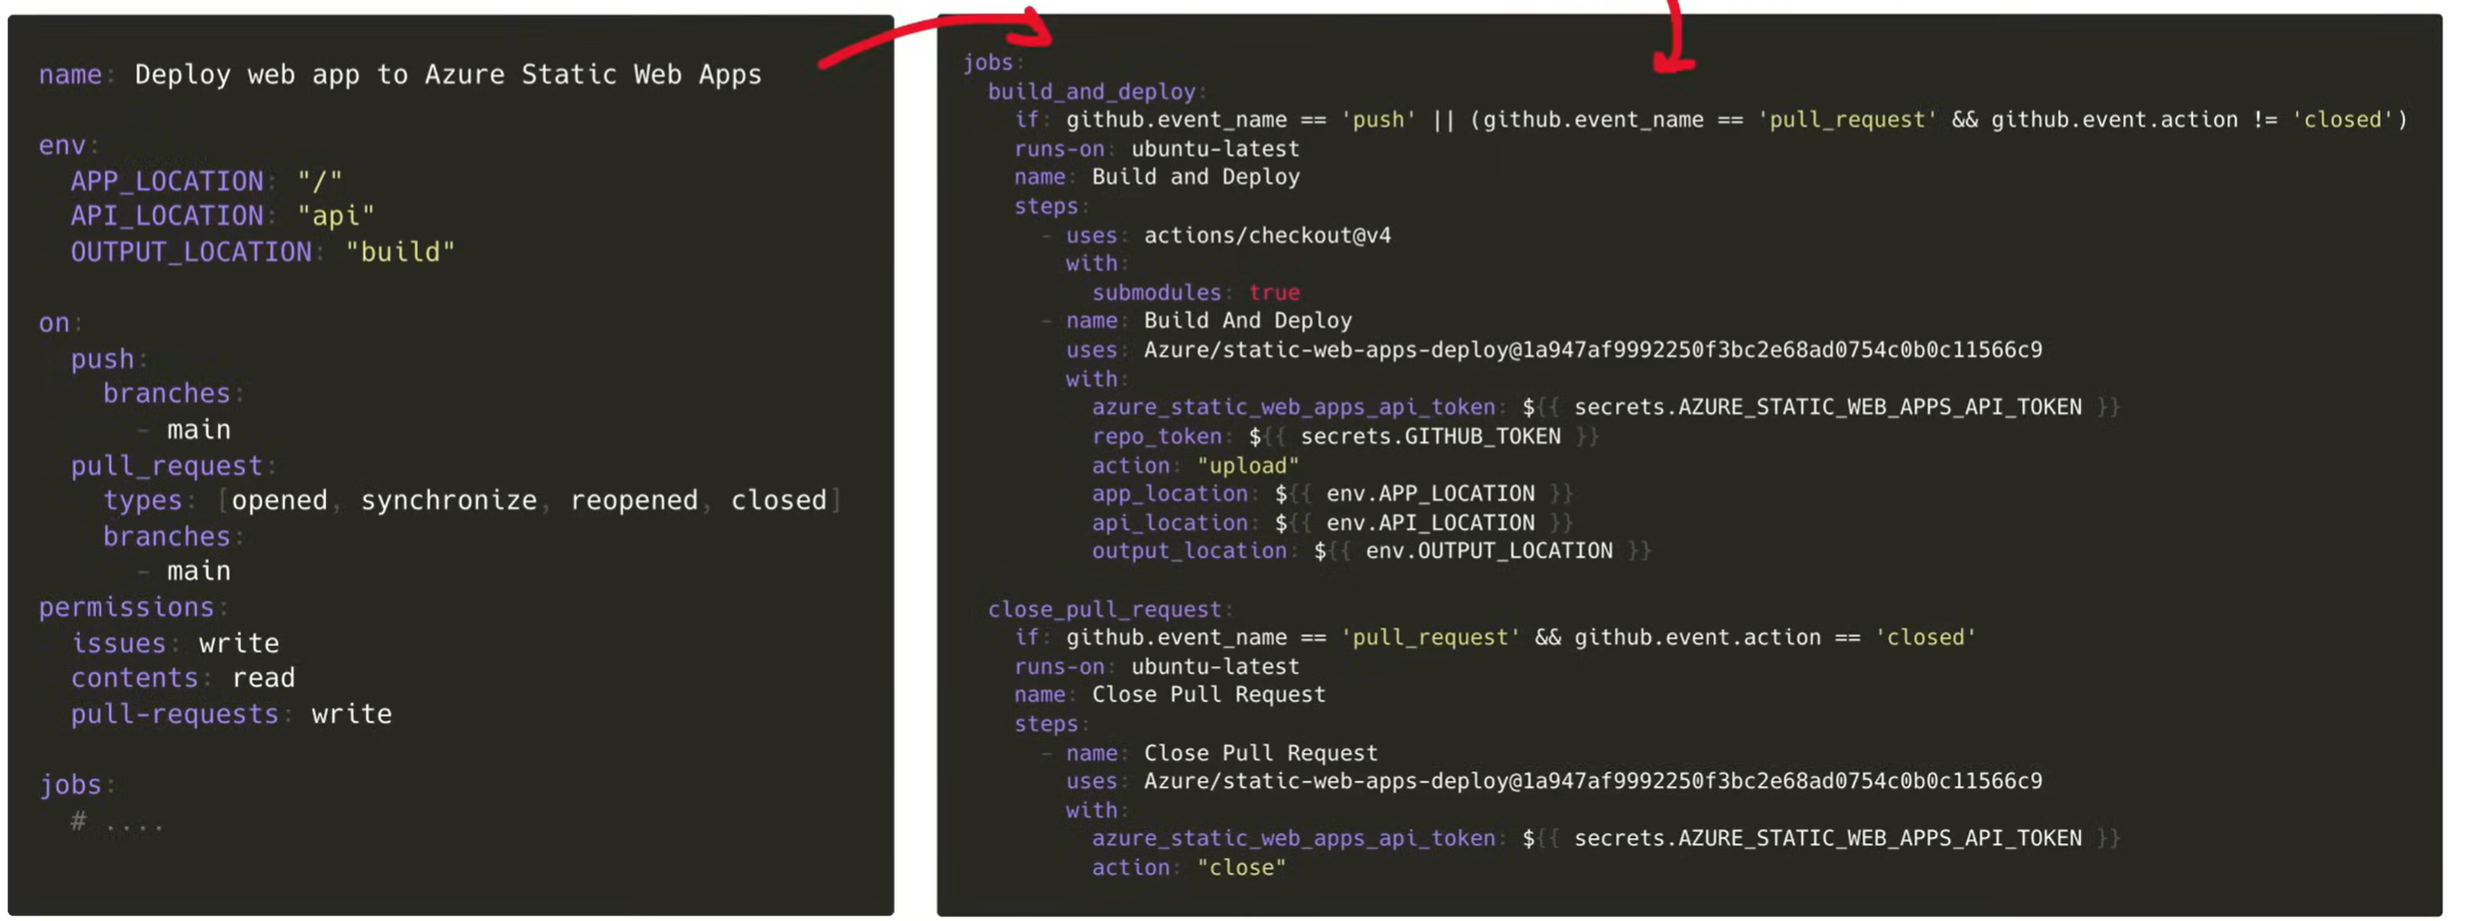 name: Deploy web app to Azure Static Web Apps
env:
APP_LOCATION: "/"
API_LOCATION: "api"
OUTPUT_LOCATION: "build"
on:
push:
branches:
- main
pull_request:
types: [opened, synchronize, reopened, closed]
branches:
- main
permissions:
issues: write
contents: read
pull-requests: write
jobs:
# ....
jobs:
build_and_deploy:
if: github.event_name == 'push' || (github.event_name == 'pull_request' && github.event.action != 'closed')
runs-on: ubuntu-latest
name: Build and Deploy
steps:
- uses: actions/checkout@v4
with:
submodules: true
- name: Build And Deploy
uses: Azure/static-web-apps-deploy@1a947af9992250f3bc2e68ad0754c0b0c11566c9
with:
azure_static_web_apps_api_token: ${{ secrets.AZURE_STATIC_WEB_APPS_API_TOKEN }}
repo_token: ${{ secrets.GITHUB_TOKEN }}
action: "upload"
app_location: ${{ env.APP_LOCATION }}
api_location: ${{ env.API_LOCATION }}
output_location: ${{ env.OUTPUT_LOCATION }}
close_pull_request:
if: github.event_name == 'pull_request' && github.event.action == 'closed'
runs-on: ubuntu-latest
name: Close Pull Request
steps:
- name: Close Pull Request
uses: Azure/static-web-apps-deploy@1a947af9992250f3bc2e68ad0754c0b0c11566c9
with:
azure_static_web_apps_api_token: ${{ secrets.AZURE_STATIC_WEB_APPS_API_TOKEN }}
action: "close"